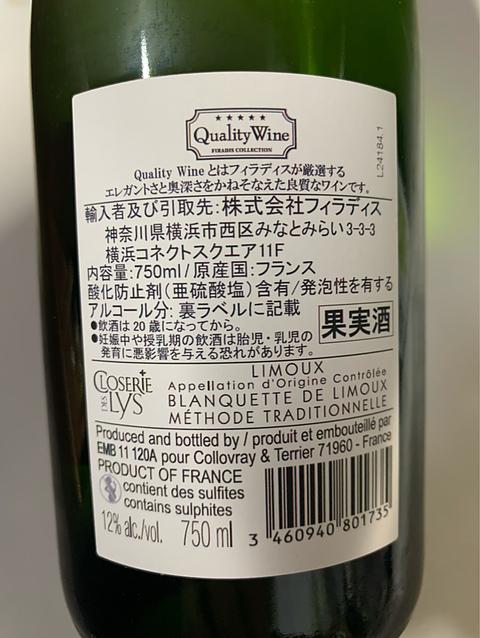 ★★★★★
Quality Wine
FIRADIS COLLECTION
L24184.1
Quality Wine とはフィラディスが厳選する
エレガントさと奥深さをかねそなえた良質なワインです。
輸入者及び引取先:株式会社フィラディス
神奈川県横浜市西区みなとみらい3-3-3
横浜コネクトスクエア11F
内容量:750ml/原産国:フランス
酸化防止剤(亜硫酸塩)含有/発泡性を有する
アルコール分:裏ラベルに記載
●飲酒は20歳になってから。
●妊娠中や授乳期の飲酒は胎児・乳児の
発育に悪影響を与える恐れがあります。
果実酒
CLOSERIE
DES LYS
LIMOUX
Appellation d'Origine Contrôlée
BLANQUETTE DE LIMOUX
MÉTHODE TRADITIONNELLE
Produced and bottled by / produit et embouteillé par
EMB 11 120A pour Collovray & Terrier 71960 - France
PRODUCT OF FRANCE
contient des sulfites
contains sulphites
12% alc./vol. 750 ml
3 460940 801735